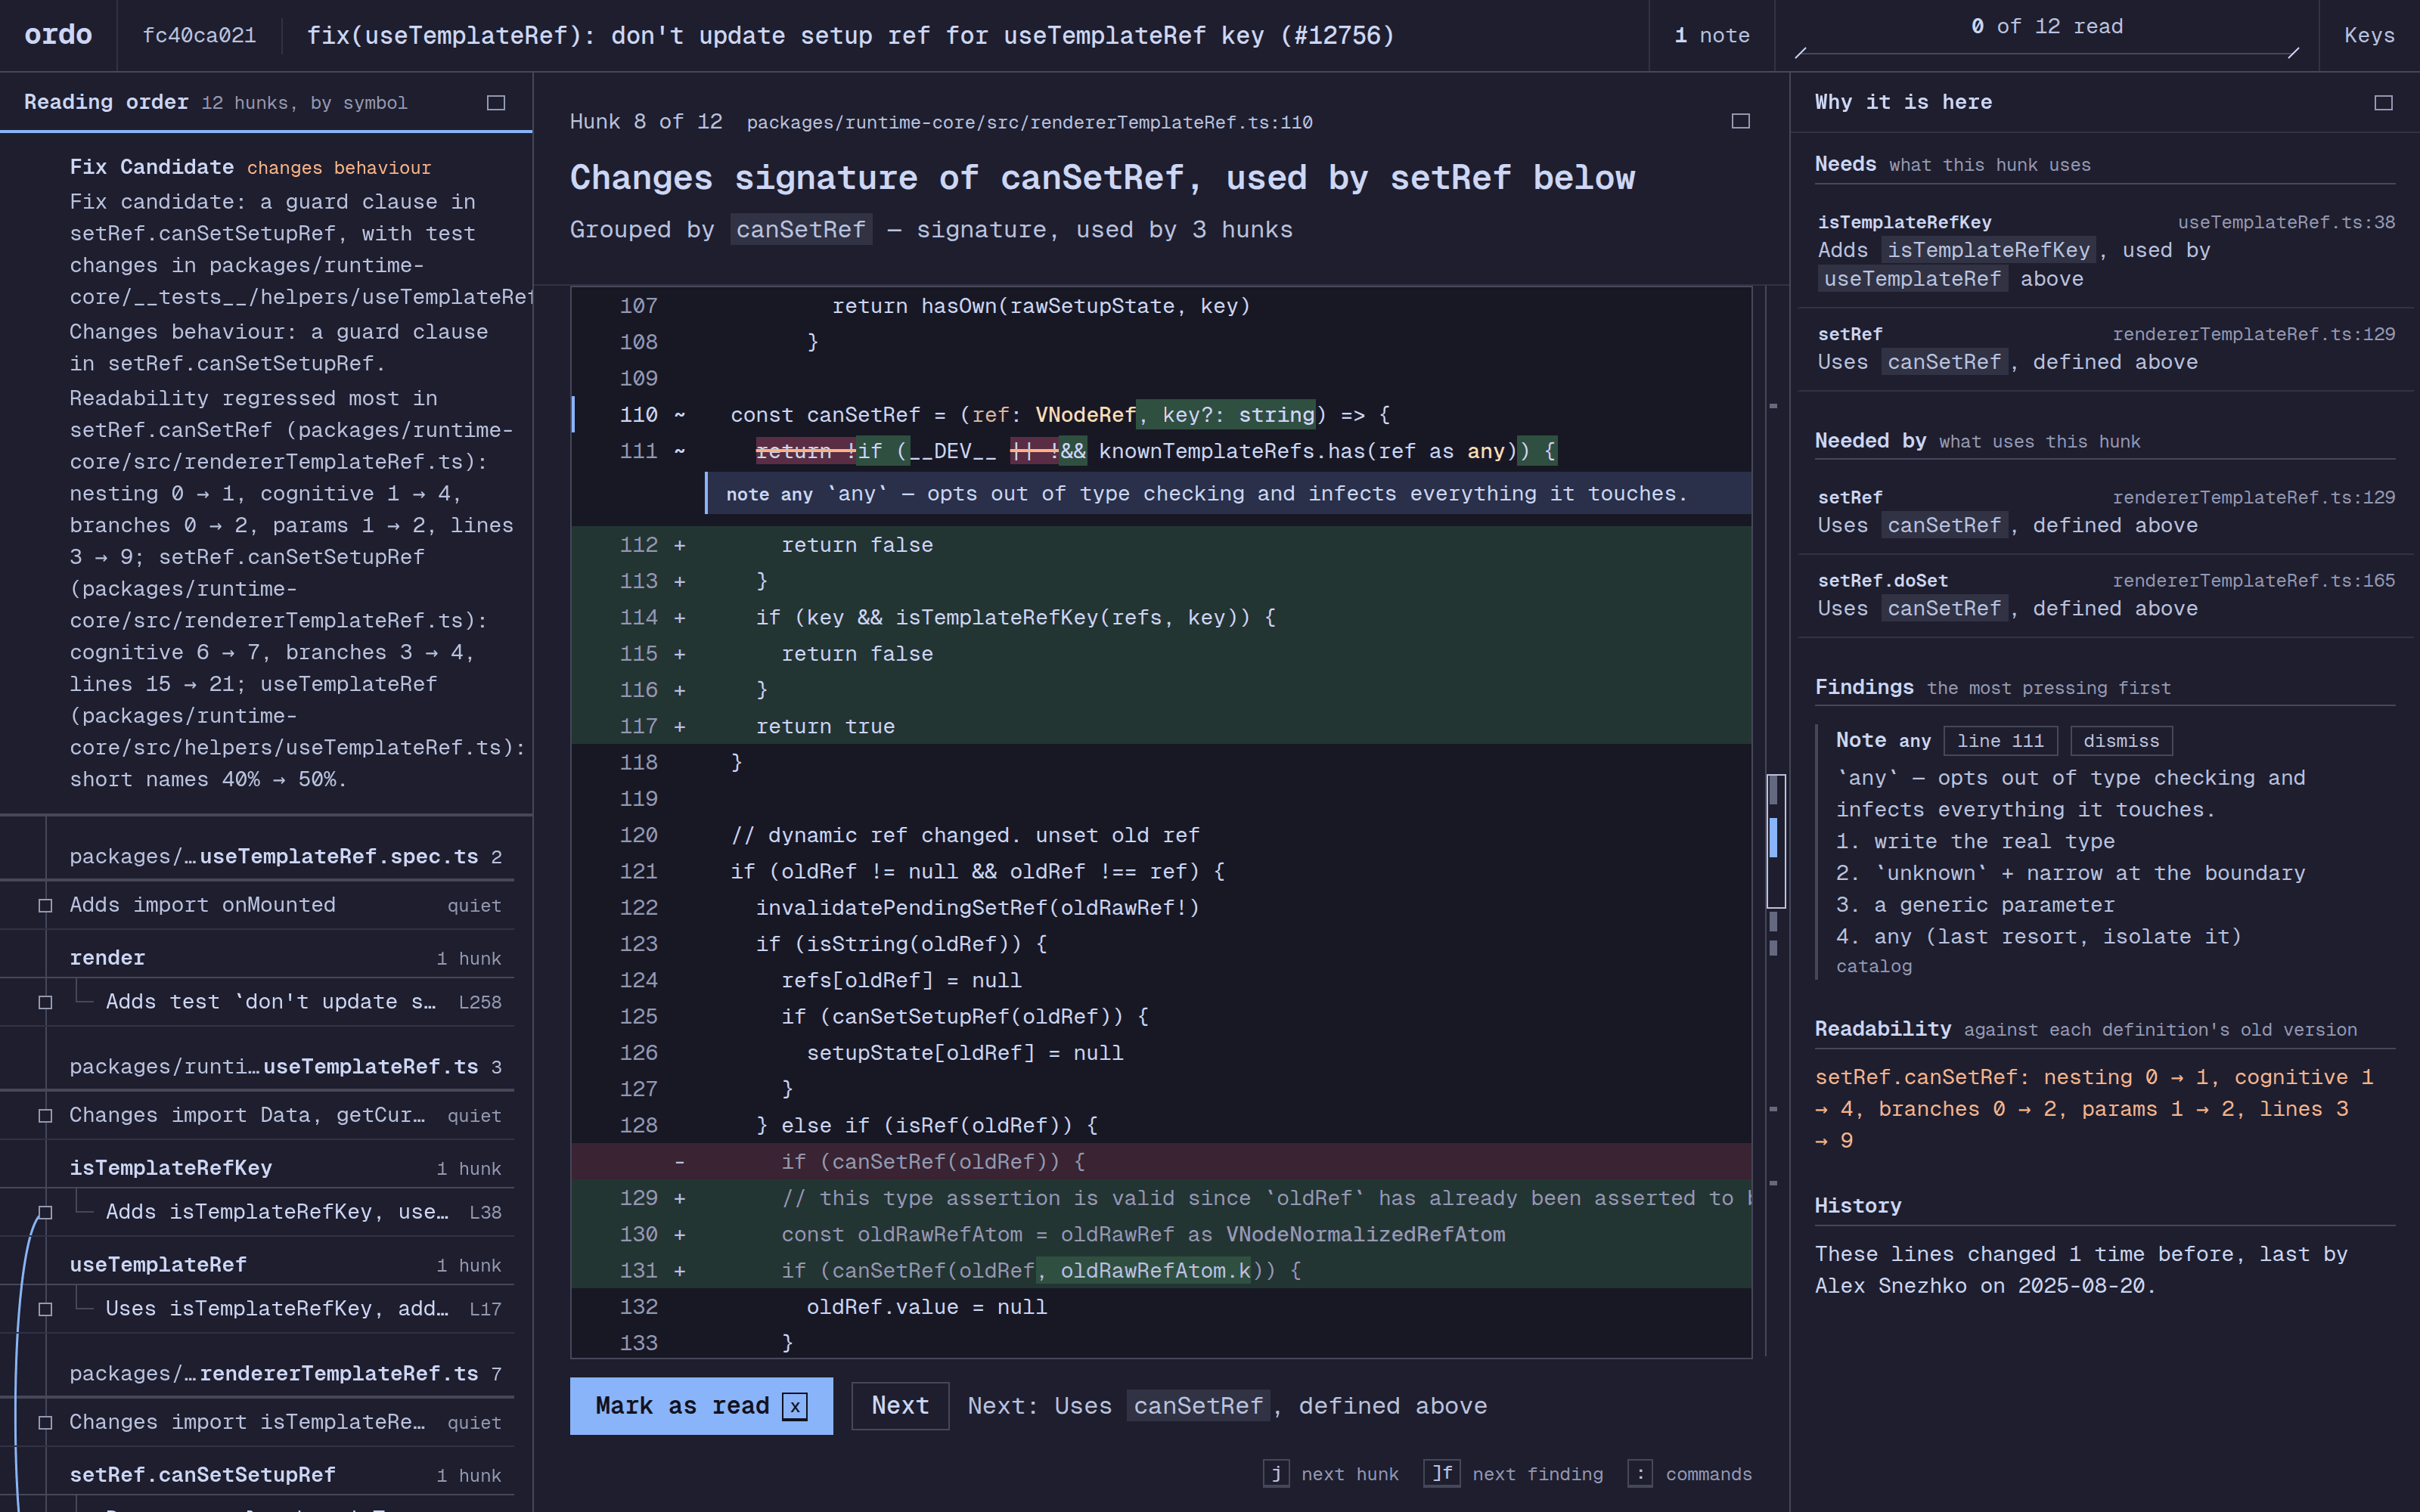 ordo
fc40ca021
fix(useTemplateRef): don't update setup ref for useTemplateRef key (#12756)
1 note
0 of 12 read
Keys
Reading order 12 hunks, by symbol
Fix Candidate changes behaviour
Fix candidate: a guard clause in
setRef.canSetSetupRef, with test
changes in packages/runtime-
core/__tests__/helpers/useTemplateRef
Changes behaviour: a guard clause
in setRef.canSetSetupRef.
Readability regressed most in
setRef.canSetRef (packages/runtime-
core/src/rendererTemplateRef.ts):
nesting 0 → 1, cognitive 1 → 4,
branches 0 → 2, params 1 → 2, lines
3 → 9; setRef.canSetSetupRef
(packages/runtime-
core/src/rendererTemplateRef.ts):
cognitive 6 → 7, branches 3 → 4,
lines 15 → 21; useTemplateRef
(packages/runtime-
core/src/helpers/useTemplateRef.ts):
short names 40% → 50%.
packages/…useTemplateRef.spec.ts 2
Adds import onMounted quiet
render 1 hunk
Adds test `don't update s… L258
packages/runti…useTemplateRef.ts 3
Changes import Data, getCur… quiet
isTemplateRefKey 1 hunk
Adds isTemplateRefKey, use… L38
useTemplateRef 1 hunk
Uses isTemplateRefKey, add… L17
packages/…rendererTemplateRef.ts 7
Changes import isTemplateRe… quiet
setRef.canSetSetupRef 1 hunk
Hunk 8 of 12 packages/runtime-core/src/rendererTemplateRef.ts:110
Changes signature of canSetRef, used by setRef below
Grouped by canSetRef — signature, used by 3 hunks
107 return hasOwn(rawSetupState, key)
108 }
109
110 ~ const canSetRef = (ref: VNodeRef, key?: string) => {
111 ~ return !if (__DEV__ || !&& knownTemplateRefs.has(ref as any)) {
note any `any` — opts out of type checking and infects everything it touches.
112 + return false
113 + }
114 + if (key && isTemplateRefKey(refs, key)) {
115 + return false
116 + }
117 + return true
118 }
119
120 // dynamic ref changed. unset old ref
121 if (oldRef != null && oldRef !== ref) {
122 invalidatePendingSetRef(oldRawRef!)
123 if (isString(oldRef)) {
124 refs[oldRef] = null
125 if (canSetSetupRef(oldRef)) {
126 setupState[oldRef] = null
127 }
128 } else if (isRef(oldRef)) {
- if (canSetRef(oldRef)) {
129 + // this type assertion is valid since `oldRef` has already been asserted to
130 + const oldRawRefAtom = oldRawRef as VNodeNormalizedRefAtom
131 + if (canSetRef(oldRef, oldRawRefAtom.k)) {
132 oldRef.value = null
133 }
Mark as read x
Next
Next: Uses canSetRef, defined above
j next hunk ]f next finding : commands
Why it is here
Needs what this hunk uses
isTemplateRefKey useTemplateRef.ts:38
Adds isTemplateRefKey, used by
useTemplateRef above
setRef rendererTemplateRef.ts:129
Uses canSetRef, defined above
Needed by what uses this hunk
setRef rendererTemplateRef.ts:129
Uses canSetRef, defined above
setRef.doSet rendererTemplateRef.ts:165
Uses canSetRef, defined above
Findings the most pressing first
Note any line 111 dismiss
`any` — opts out of type checking and
infects everything it touches.
1. write the real type
2. `unknown` + narrow at the boundary
3. a generic parameter
4. any (last resort, isolate it)
catalog
Readability against each definition's old version
setRef.canSetRef: nesting 0 → 1, cognitive 1
→ 4, branches 0 → 2, params 1 → 2, lines 3
→ 9
History
These lines changed 1 time before, last by
Alex Snezhko on 2025-08-20.